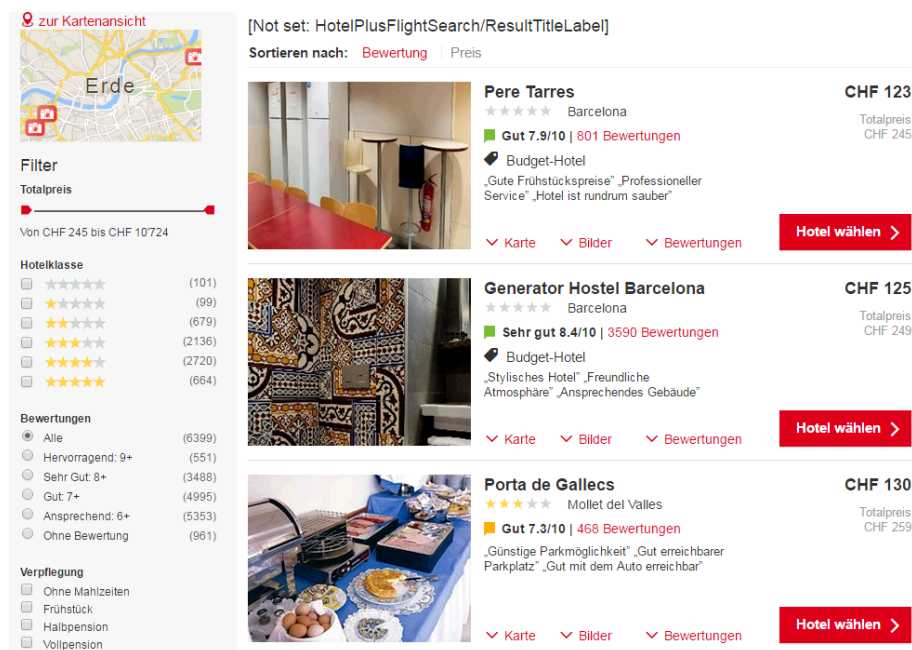 zur Kartenansicht
Erde
Filter
Totalpreis
Von CHF 245 bis CHF 10'724
Hotelklasse
(101)
(99)
(679)
(2136)
(2720)
(664)
Bewertungen
Alle (6399)
Hervorragend: 9+ (551)
Sehr Gut: 8+ (3488)
Gut: 7+ (4995)
Ansprechend: 6+ (5353)
Ohne Bewertung (961)
Verpflegung
Ohne Mahlzeiten
Frühstück
Halbpension
Vollpension
[Not set: HotelPlusFlightSearch/ResultTitleLabel]
Sortieren nach: Bewertung Preis
Pere Tarres CHF 123
Barcelona Totalpreis
CHF 245
Gut 7.9/10 | 801 Bewertungen
Budget-Hotel
„Gute Frühstückspreise” „Professioneller
Service” „Hotel ist rundrum sauber”
Karte Bilder Bewertungen Hotel wählen
Generator Hostel Barcelona CHF 125
Barcelona Totalpreis
CHF 249
Sehr gut 8.4/10 | 3590 Bewertungen
Budget-Hotel
„Stylisches Hotel” „Freundliche
Atmosphäre” „Ansprechendes Gebäude”
Karte Bilder Bewertungen Hotel wählen
Porta de Gallecs CHF 130
Mollet del Valles Totalpreis
CHF 259
Gut 7.3/10 | 468 Bewertungen
„Günstige Parkmöglichkeit” „Gut erreichbarer
Parkplatz” „Gut mit dem Auto erreichbar”
Karte Bilder Bewertungen Hotel wählen